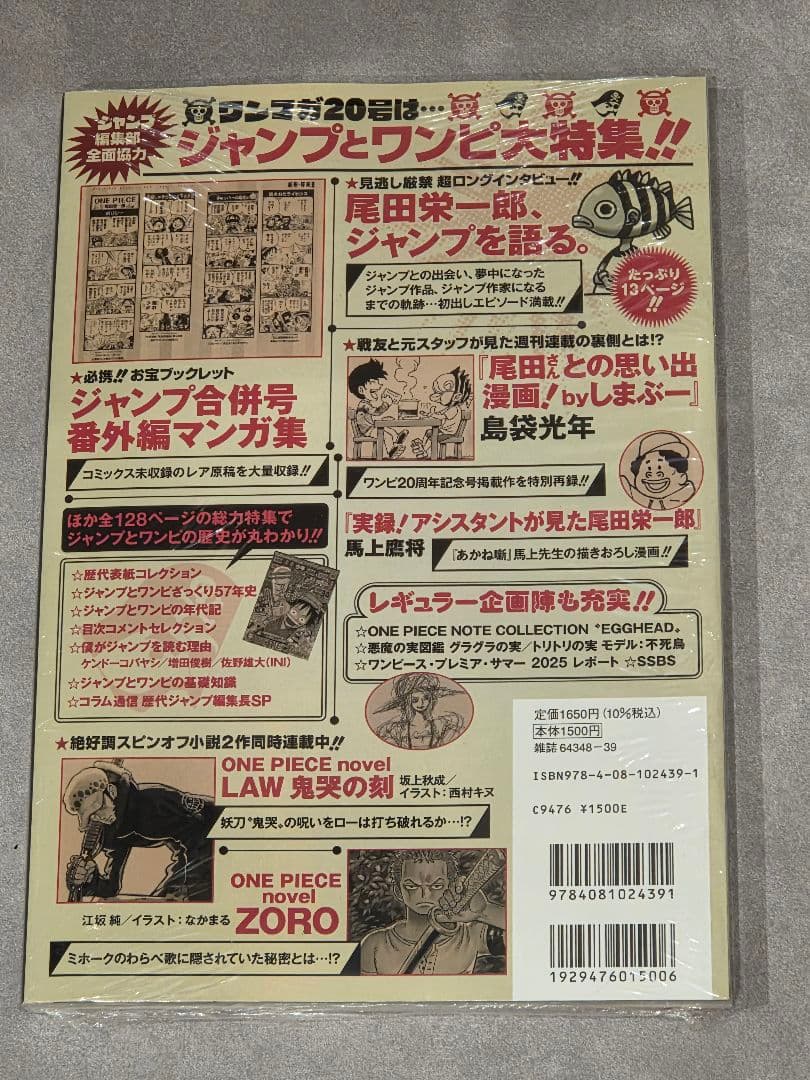 ジャンプ
編集部
全面協力
ワンマガ20号は…
ジャンプとワンピ大特集!!
ONE PIECE
★見逃し厳禁 超ロングインタビュー!!
尾田栄一郎、
ジャンプを語る。
ジャンプとの出会い、夢中になった
ジャンプ作品、ジャンプ作家になる
までの軌跡…初出しエピソード満載!!
たっぷり
13ページ
!!
★必携!! お宝ブックレット
ジャンプ合併号
番外編マンガ集
コミックス未収録のレア原稿を大量収録!!
★戦友と元スタッフが見た週刊連載の裏側とは!?
『尾田さんとの思い出
漫画!byしまぶー』
島袋光年
ワンピ20周年記念号掲載作を特別再録!!
『実録!アシスタントが見た尾田栄一郎』
馬上鷹将
『あかね噺』馬上先生の描きおろし漫画!!
ほか全128ページの総力特集で
ジャンプとワンピの歴史が丸わかり!!
☆歴代表紙コレクション
☆ジャンプとワンピざっくり57年史
☆ジャンプとワンピの年代記
☆目次コメントセレクション
☆僕がジャンプを読む理由
ケンドーコバヤシ/増田俊樹/佐野雄大(INI)
☆ジャンプとワンピの基礎知識
☆コラム通信 歴代ジャンプ編集長SP
レギュラー企画陣も充実!!
☆ONE PIECE NOTE COLLECTION〝EGGHEAD〟
☆悪魔の実図鑑 グラグラの実/トリトリの実 モデル:不死鳥
☆ワンピース・プレミア・サマー 2025 レポート ☆SSBS
★絶好調スピンオフ小説2作同時連載中!!
ONE PIECE novel
LAW 鬼哭の刻
坂上秋成/
イラスト:西村キヌ
妖刀〝鬼哭〟の呪いをローは打ち破れるか…!?
ONE PIECE
novel
ZORO
江坂 純/イラスト:なかまる
ミホークのわらべ歌に隠されていた秘密とは…!?
定価1650円(10%税込)
本体1500円
雑誌 64348-39
ISBN978-4-08-102439-1
C9476 ¥1500E
9784081024391
1929476015006